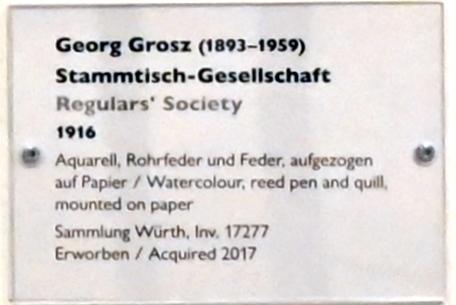 Georg Grosz (1893–1959)
Stammtisch-Gesellschaft
Regulars' Society
1916
Aquarell, Rohrfeder und Feder, aufgezogen
auf Papier / Watercolour, reed pen and quill,
mounted on paper
Sammlung Würth, Inv. 17277
Erworben / Acquired 2017